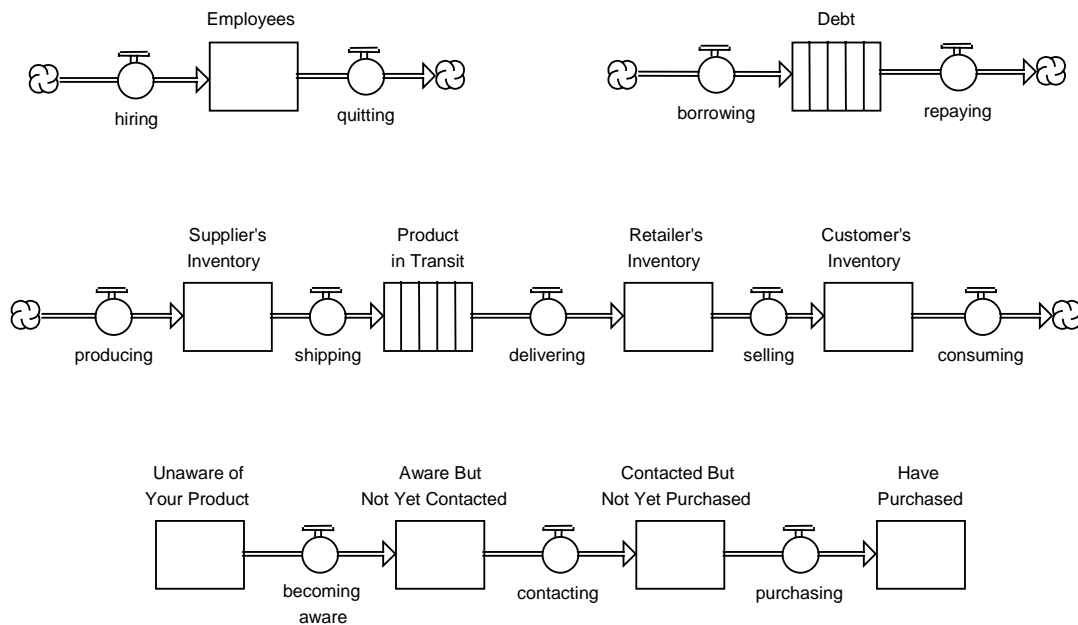 Employees
hiring
quitting
Debt
borrowing
repaying
Supplier's
Inventory
Product
in Transit
Retailer's
Inventory
Customer's
Inventory
producing
shipping
delivering
selling
consuming
Unaware of
Your Product
Aware But
Not Yet Contacted
Contacted But
Not Yet Purchased
Have
Purchased
becoming
aware
contacting
purchasing